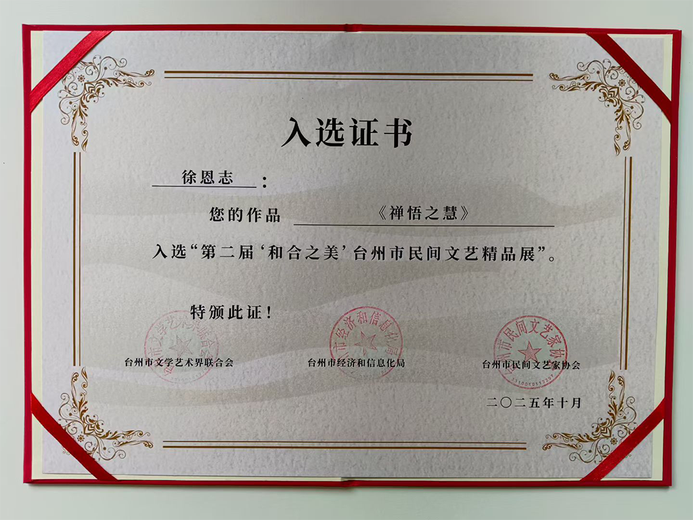 入选证书
徐恩志：
您的作品 《禅悟之慧》
入选“第二届‘和合之美’台州市民间文艺精品展”。
特颁此证！
台州市文学艺术界联合会 台州市经济和信息化局 台州市民间文艺家协会
二〇二五年十月